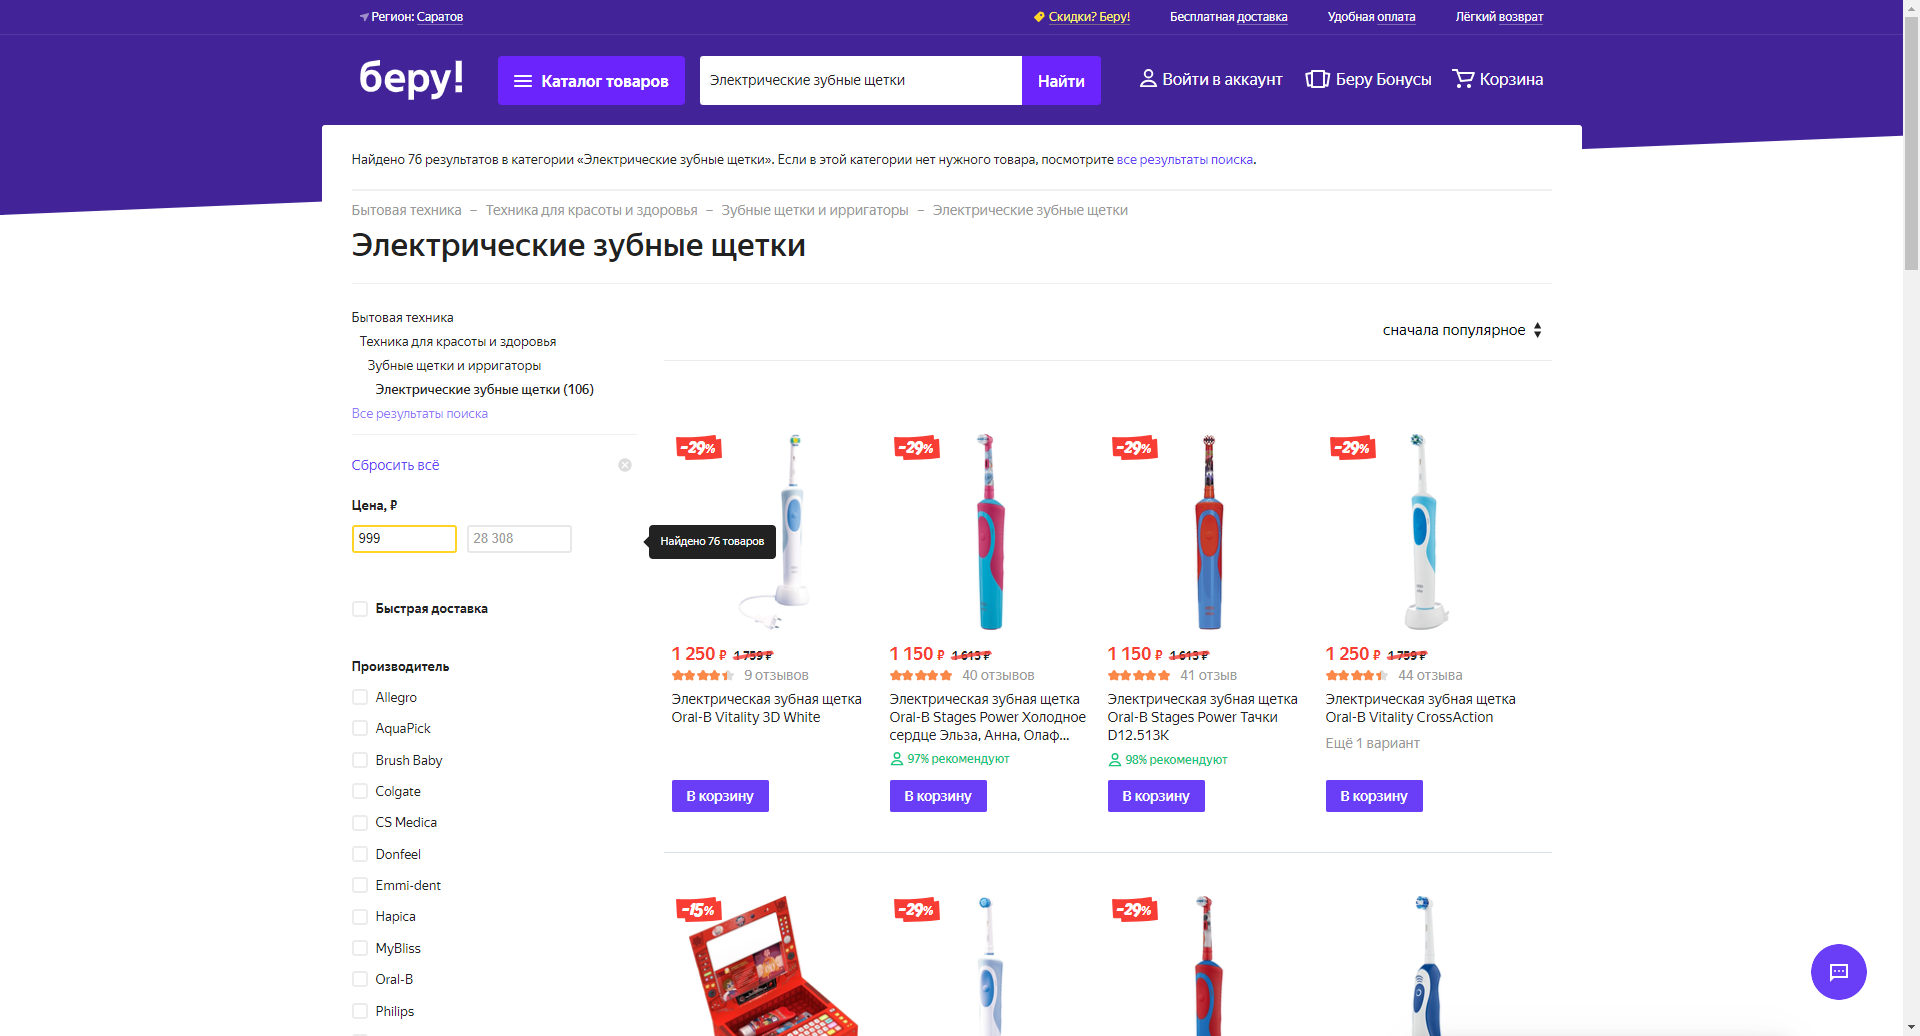 Регион: Саратов
Скидки? Беру!
Бесплатная доставка
Удобная оплата
Лёгкий возврат
беру!
Каталог товаров
Электрические зубные щетки
Найти
Войти в аккаунт
Беру Бонусы
Корзина
Найдено 76 результатов в категории «Электрические зубные щетки». Если в этой категории нет нужного товара, посмотрите все результаты поиска.
Бытовая техника – Техника для красоты и здоровья – Зубные щетки и ирригаторы – Электрические зубные щетки
Электрические зубные щетки
Бытовая техника
Техника для красоты и здоровья
Зубные щетки и ирригаторы
Электрические зубные щетки (106)
Все результаты поиска
Сбросить всё
Цена, ₽
999
28 308
Найдено 76 товаров
Быстрая доставка
Производитель
Allegro
AquaPick
Brush Baby
Colgate
CS Medica
Donfeel
Emmi-dent
Hapica
MyBliss
Oral-B
Philips
сначала популярное
-29%
1 250 ₽ 1 759 ₽
9 отзывов
Электрическая зубная щетка
Oral-B Vitality 3D White
В корзину
-29%
1 150 ₽ 1 613 ₽
40 отзывов
Электрическая зубная щетка
Oral-B Stages Power Холодное
сердце Эльза, Анна, Олаф...
97% рекомендуют
В корзину
-29%
1 150 ₽ 1 613 ₽
41 отзыв
Электрическая зубная щетка
Oral-B Stages Power Тачки
D12.513K
98% рекомендуют
В корзину
-29%
1 250 ₽ 1 759 ₽
44 отзыва
Электрическая зубная щетка
Oral-B Vitality CrossAction
Ещё 1 вариант
В корзину
-15%
-29%
-29%